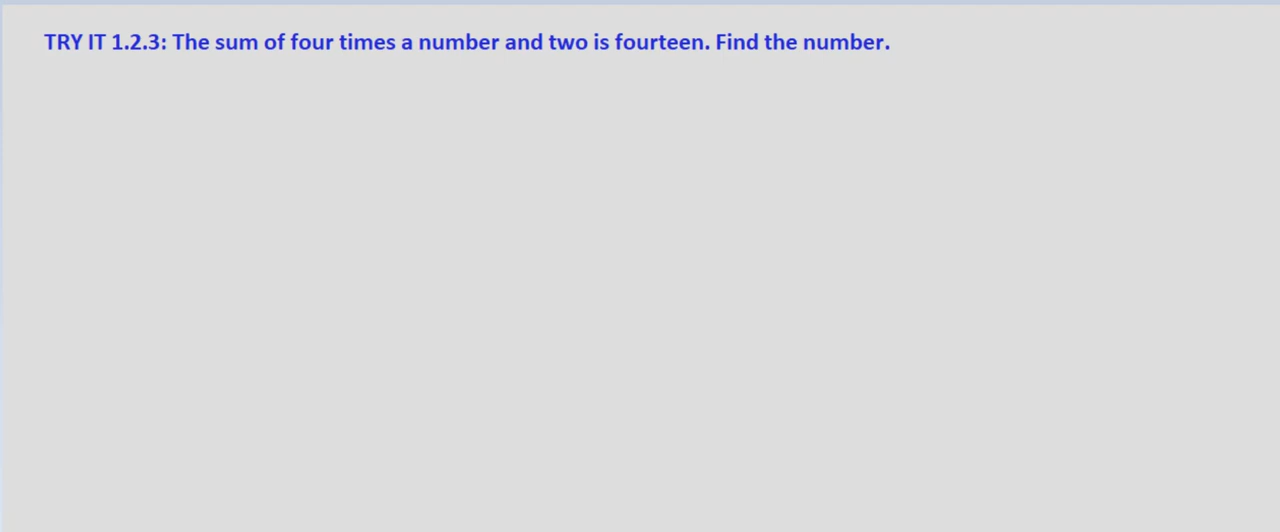 TRY IT 1.2.3: The sum of four times a number and two is fourteen. Find the number.